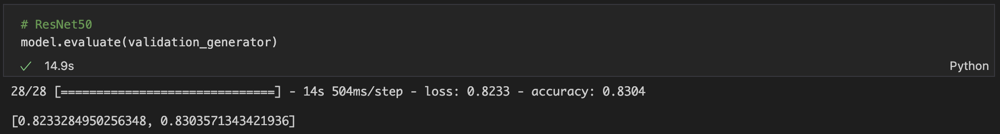 # ResNet50
model.evaluate(validation_generator)
✓ 14.9s
Python
28/28 [==============================] - 14s 504ms/step - loss: 0.8233 - accuracy: 0.8304
[0.8233284950256348, 0.8303571343421936]